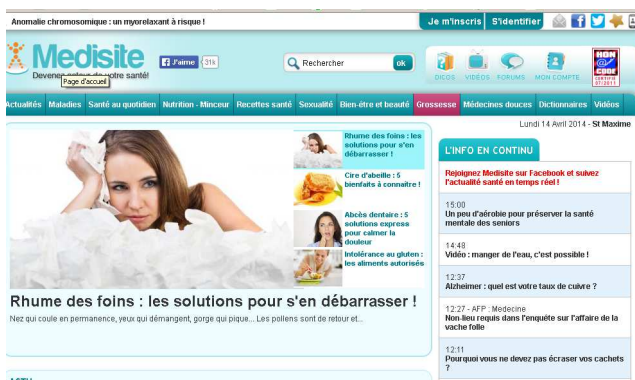 Anomalie chromosomique : un myorelaxant à risque !
Je m'inscris S'identifier
Medisite
Page d'accueil
J'aime 31k
Rechercher ok
DICOS VIDÉOS FORUMS MON COMPTE
HON
CODE
CERTIFIÉ
07/2011
Actualités Maladies Santé au quotidien Nutrition - Minceur Recettes santé Sexualité Bien-être et beauté Grossesse Médecines douces Dictionnaires Vidéos
Lundi 14 Avril 2014 - St Maxime
Rhume des foins : les
solutions pour s'en
débarrasser !
Cire d'abeille : 5
bienfaits à connaître !
Abcès dentaire : 5
solutions express
pour calmer la
douleur
Intolérance au gluten :
les aliments autorisés
Rhume des foins : les solutions pour s'en débarrasser !
Nez qui coule en permanence, yeux qui démangent, gorge qui pique... Les pollens sont de retour et...
L'INFO EN CONTINU
Rejoignez Medisite sur Facebook et suivez
l'actualité santé en temps réel !
15:00
Un peu d'aérobie pour préserver la santé
mentale des seniors
14:48
Vidéo : manger de l'eau, c'est possible !
12:37
Alzheimer : quel est votre taux de cuivre ?
12:27 - AFP : Medecine
Non-lieu requis dans l'enquête sur l'affaire de la
vache folle
12:11
Pourquoi vous ne devez pas écraser vos cachets
?